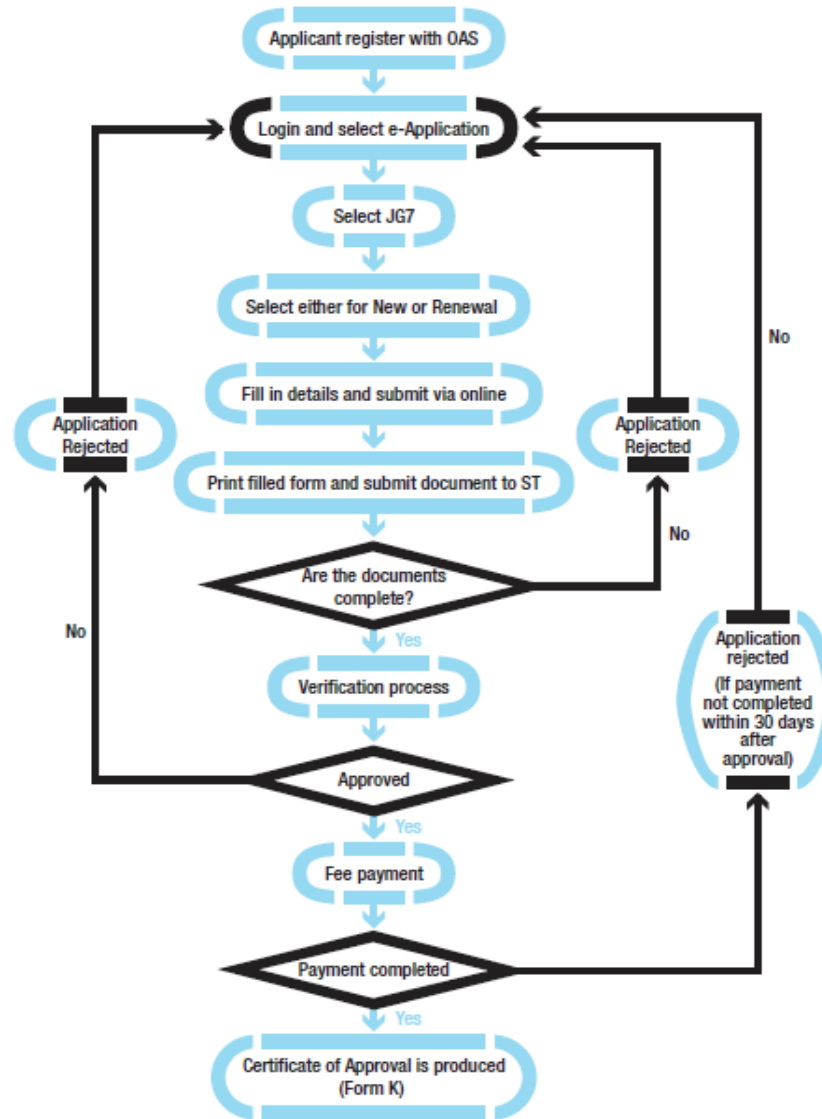 Applicant register with OAS
Login and select e-Application
Select JG7
Select either for New or Renewal
No
Fill in details and submit via online
Application
Rejected
Application
Rejected
Print filled form and submit document to ST
No
Are the documents
complete?
No
Yes
Application
rejected
(If payment
not completed
within 30 days
after
approval)
Verification process
Approved
Yes
Fee payment
Payment completed
Yes
Certificate of Approval is produced
(Form K)